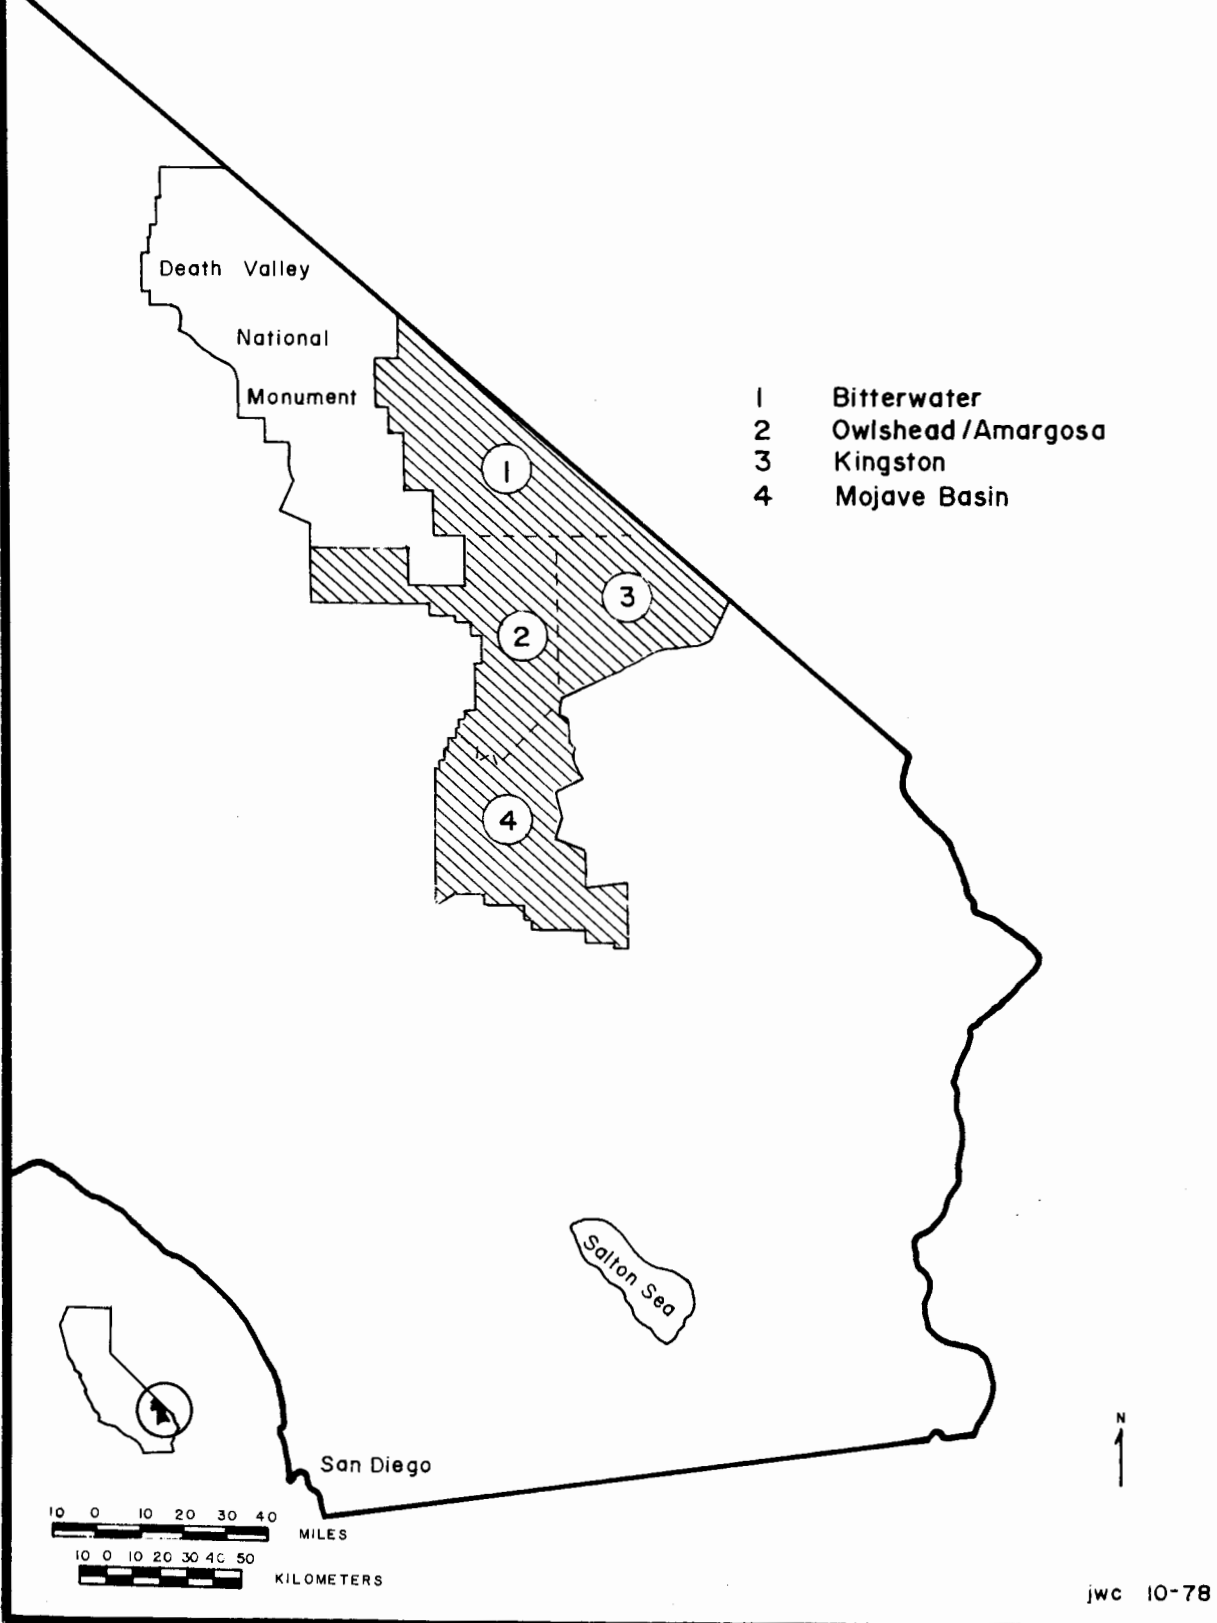 Death Valley
National
Monument
1 Bitterwater
2 Owlshead/Amargosa
3 Kingston
4 Mojave Basin
1
3
2
4
Salton Sea
N
San Diego
10 0 10 20 30 40
MILES
10 0 10 20 30 40 50
KILOMETERS
jwc 10-78